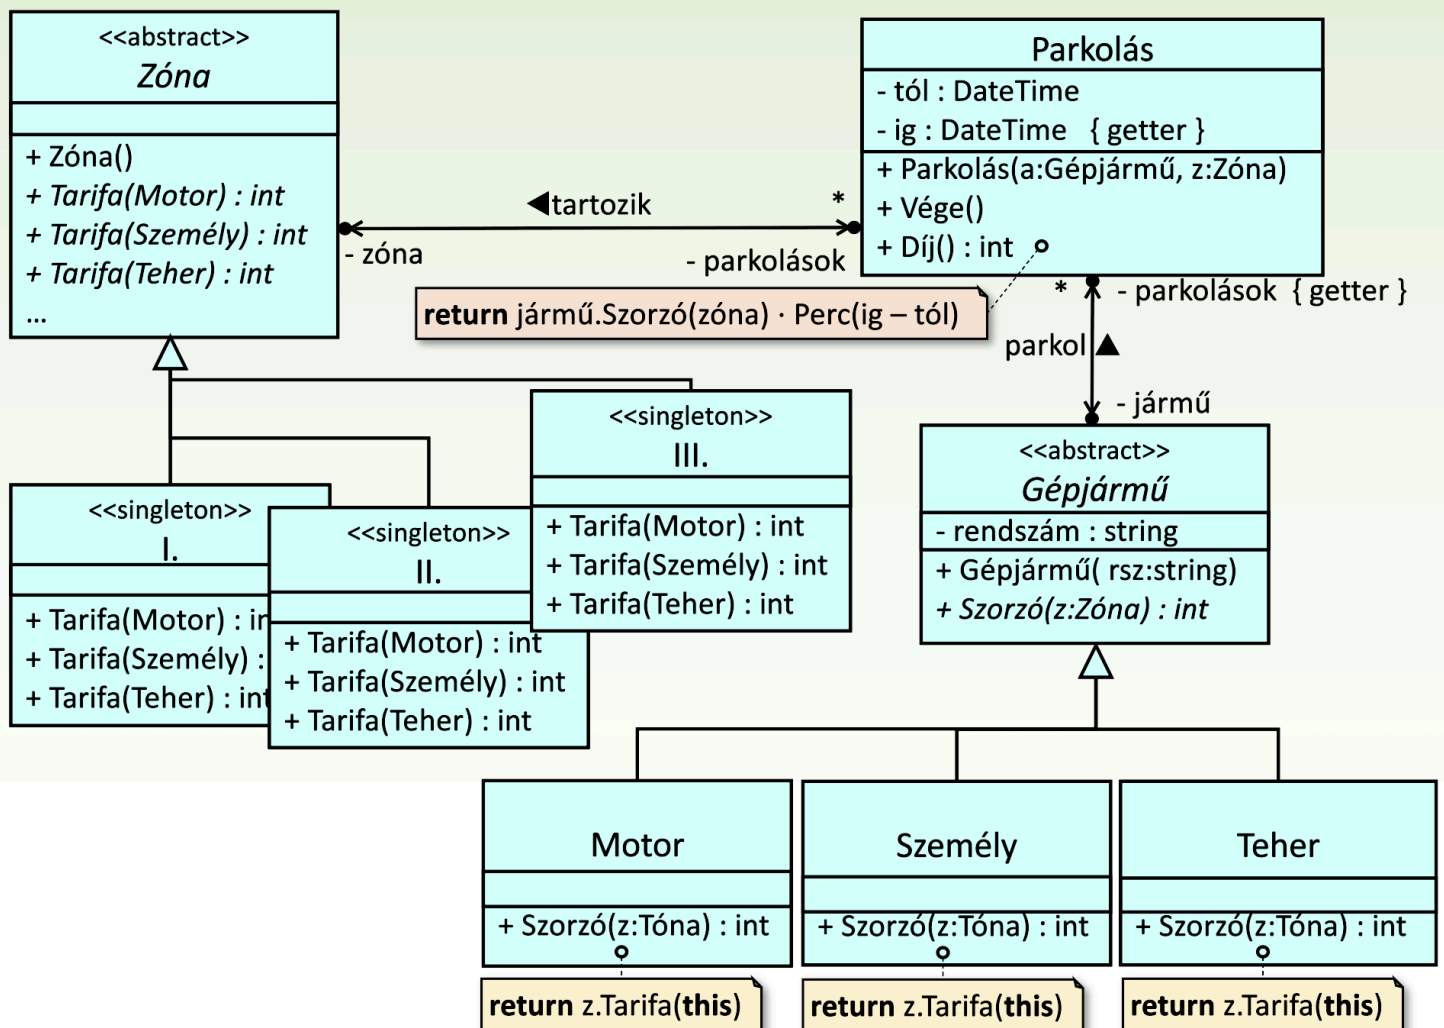 <<abstract>>
Zóna
+ Zóna()
+ Tarifa(Motor) : int
+ Tarifa(Személy) : int
+ Tarifa(Teher) : int
...
Parkolás
- tól : DateTime
- ig : DateTime { getter }
+ Parkolás(a:Gépjármű, z:Zóna)
+ Vége()
+ Díj() : int
◀tartozik
*
- zóna
- parkolások
return jármű.Szorzó(zóna) · Perc(ig – tól)
* - parkolások { getter }
parkol ▲
- jármű
<<abstract>>
Gépjármű
- rendszám : string
+ Gépjármű( rsz:string)
+ Szorzó(z:Zóna) : int
<<singleton>>
I.
+ Tarifa(Motor) : in
+ Tarifa(Személy) :
+ Tarifa(Teher) : int
<<singleton>>
II.
+ Tarifa(Motor) : int
+ Tarifa(Személy) : int
+ Tarifa(Teher) : int
<<singleton>>
III.
+ Tarifa(Motor) : int
+ Tarifa(Személy) : int
+ Tarifa(Teher) : int
Motor
+ Szorzó(z:Tóna) : int
return z.Tarifa(this)
Személy
+ Szorzó(z:Tóna) : int
return z.Tarifa(this)
Teher
+ Szorzó(z:Tóna) : int
return z.Tarifa(this)